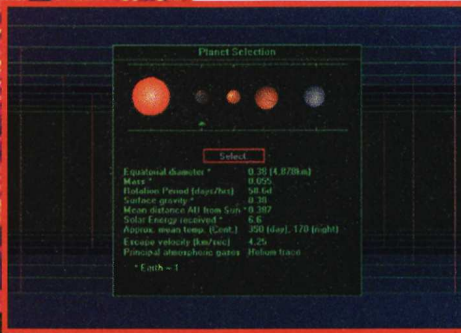 Planet Selection
Select
Equatorial diameter * 0.38 (4,878km)
Mass * 0.055
Rotation Period (days/hrs) 58.6d
Surface gravity * 0.38
Mean distance AU from Sun * 0.387
Solar Energy received * 6.6
Approx. mean temp. (Cent.) 350 (day), 170 (night)
Escape velocity (km/sec) 4.25
Principal atmospheric gases Helium trace
* Earth = 1